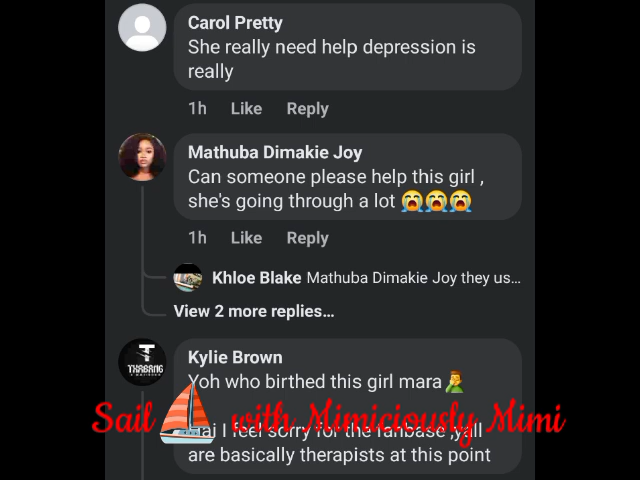 Carol Pretty
She really need help depression is
really
1h Like Reply
Mathuba Dimakie Joy
Can someone please help this girl ,
she's going through a lot 😭😭😭
1h Like Reply
Khloe Blake Mathuba Dimakie Joy they us...
View 2 more replies...
Kylie Brown
Yoh who birthed this girl mara🤦‍♂️
Sail ⛵ with Mimiciously Mimi
I feel sorry for the fanbase ,yall
are basically therapists at this point